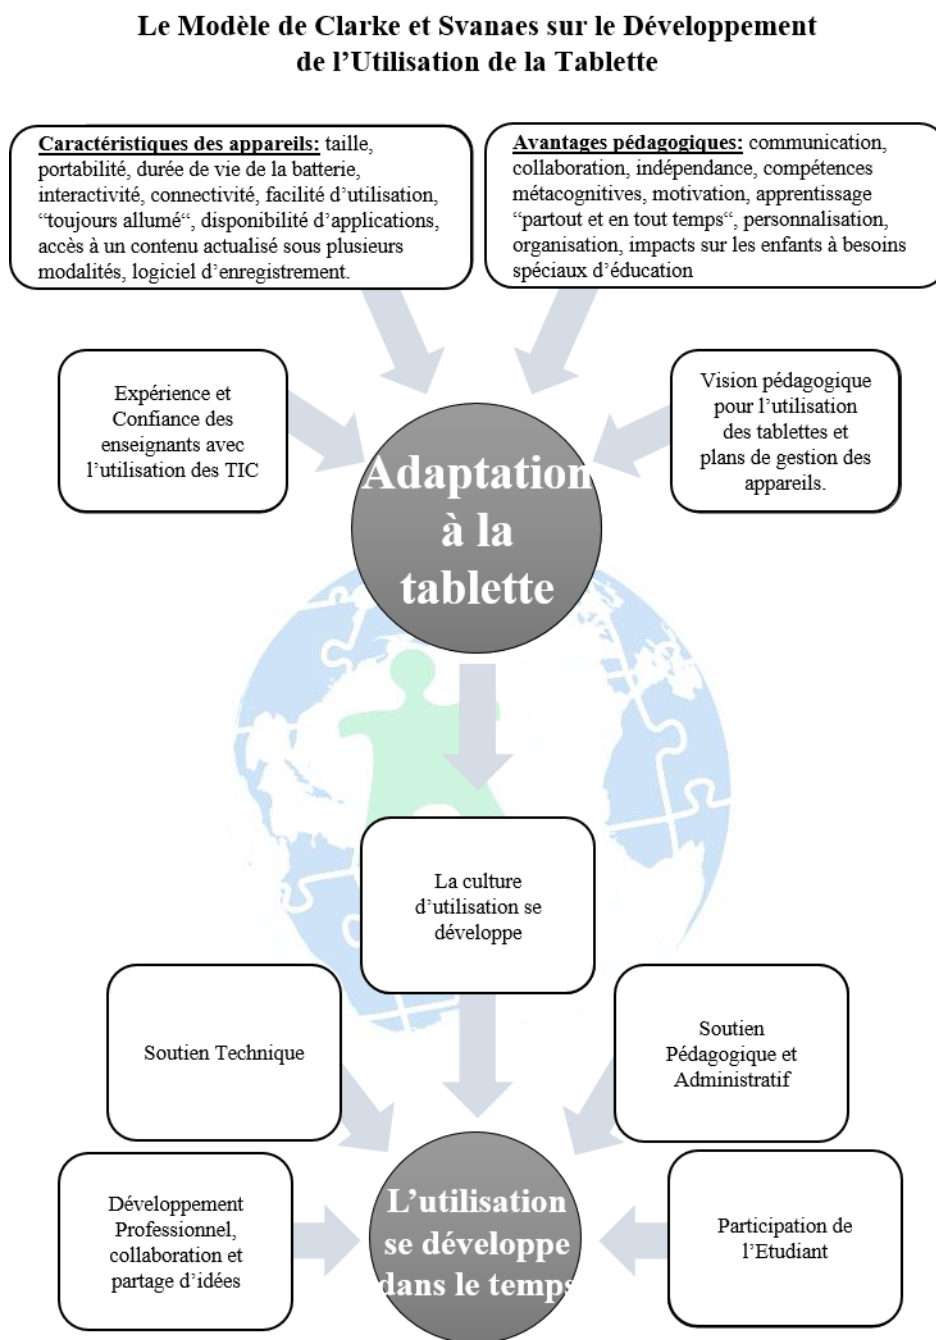 Le Modèle de Clarke et Svanaes sur le Développement
de l’Utilisation de la Tablette
Caractéristiques des appareils: taille,
portabilité, durée de vie de la batterie,
interactivité, connectivité, facilité d’utilisation,
“toujours allumé“, disponibilité d’applications,
accès à un contenu actualisé sous plusieurs
modalités, logiciel d’enregistrement.
Avantages pédagogiques: communication,
collaboration, indépendance, compétences
métacognitives, motivation, apprentissage
“partout et en tout temps“, personnalisation,
organisation, impacts sur les enfants à besoins
spéciaux d’éducation
Expérience et
Confiance des
enseignants avec
l’utilisation des TIC
Vision pédagogique
pour l’utilisation
des tablettes et
plans de gestion des
appareils.
Adaptation
à la
tablette
La culture
d’utilisation se
développe
Soutien Technique
Soutien
Pédagogique et
Administratif
Développement
Professionnel,
collaboration et
partage d’idées
L’utilisation
se développe
dans le temps
Participation de
l’Etudiant